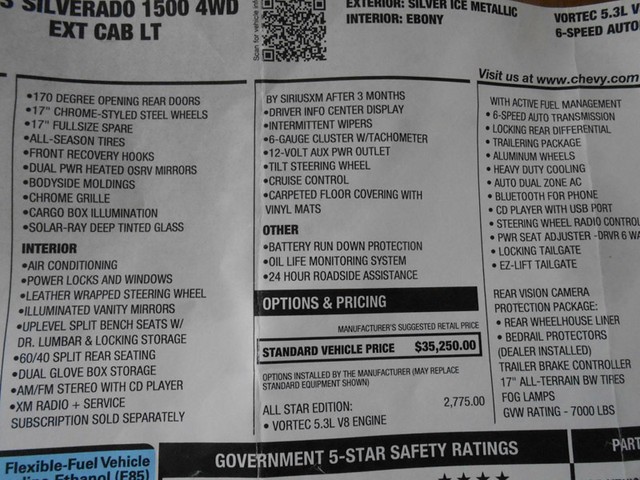 SILVERADO 1500 4WD
EXT CAB LT
Scan for vehicle
EXTERIOR: SILVER ICE METALLIC
INTERIOR: EBONY
VORTEC 5.3L
6-SPEED AUTO
Visit us at www.chevy.com
•170 DEGREE OPENING REAR DOORS
•17" CHROME-STYLED STEEL WHEELS
•17" FULLSIZE SPARE
•ALL-SEASON TIRES
•FRONT RECOVERY HOOKS
•DUAL PWR HEATED OSRV MIRRORS
•BODYSIDE MOLDINGS
•CHROME GRILLE
•CARGO BOX ILLUMINATION
•SOLAR-RAY DEEP TINTED GLASS
INTERIOR
•AIR CONDITIONING
•POWER LOCKS AND WINDOWS
•LEATHER WRAPPED STEERING WHEEL
•ILLUMINATED VANITY MIRRORS
•UPLEVEL SPLIT BENCH SEATS W/
DR. LUMBAR & LOCKING STORAGE
•60/40 SPLIT REAR SEATING
•DUAL GLOVE BOX STORAGE
•AM/FM STEREO WITH CD PLAYER
•XM RADIO + SERVICE
SUBSCRIPTION SOLD SEPARATELY
Flexible-Fuel Vehicle
Ethanol (E85)
BY SIRIUSXM AFTER 3 MONTHS
•DRIVER INFO CENTER DISPLAY
•INTERMITTENT WIPERS
•6-GAUGE CLUSTER W/TACHOMETER
•12-VOLT AUX PWR OUTLET
•TILT STEERING WHEEL
•CRUISE CONTROL
•CARPETED FLOOR COVERING WITH
VINYL MATS
OTHER
•BATTERY RUN DOWN PROTECTION
•OIL LIFE MONITORING SYSTEM
•24 HOUR ROADSIDE ASSISTANCE
OPTIONS & PRICING
MANUFACTURER'S SUGGESTED RETAIL PRICE
STANDARD VEHICLE PRICE $35,250.00
OPTIONS INSTALLED BY THE MANUFACTURER (MAY REPLACE
STANDARD EQUIPMENT SHOWN)
ALL STAR EDITION: 2,775.00
• VORTEC 5.3L V8 ENGINE
WITH ACTIVE FUEL MANAGEMENT
• 6-SPEED AUTO TRANSMISSION
• LOCKING REAR DIFFERENTIAL
• TRAILERING PACKAGE
• ALUMINUM WHEELS
• HEAVY DUTY COOLING
• AUTO DUAL ZONE AC
• BLUETOOTH FOR PHONE
• CD PLAYER WITH USB PORT
• STEERING WHEEL RADIO CONTROL
• PWR SEAT ADJUSTER -DRVR 6 WA
• LOCKING TAILGATE
• EZ-LIFT TAILGATE
REAR VISION CAMERA
PROTECTION PACKAGE:
• REAR WHEELHOUSE LINER
• BEDRAIL PROTECTORS
(DEALER INSTALLED)
TRAILER BRAKE CONTROLLER
17" ALL-TERRAIN BW TIRES
FOG LAMPS
GVW RATING - 7000 LBS
GOVERNMENT 5-STAR SAFETY RATINGS
PART